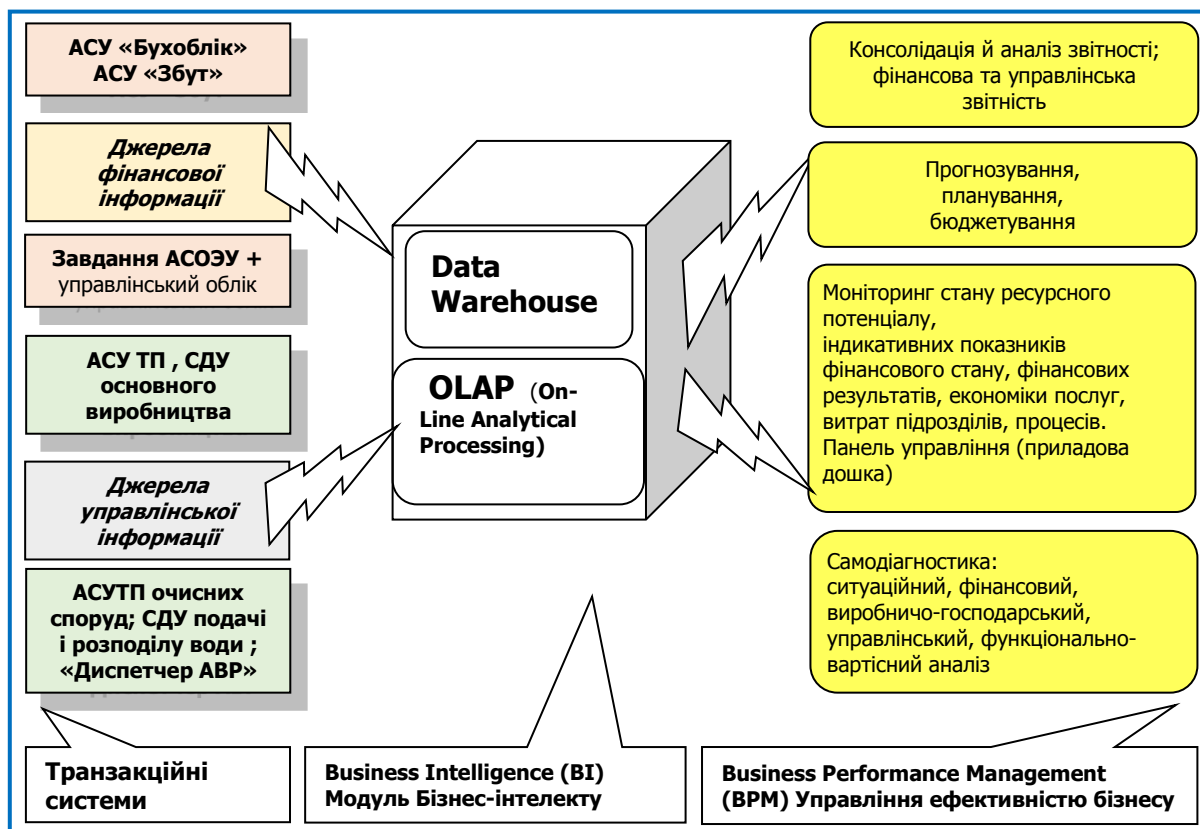 АСУ «Бухоблік»
АСУ «Збут»
Джерела
фінансової
інформації
Завдання АСОЭУ +
управлінський облік
АСУ ТП , СДУ
основного
виробництва
Джерела
управлінської
інформації
АСУТП очисних
споруд; СДУ подачі
і розподілу води ;
«Диспетчер АВР»
Транзакційні
системи
Data
Warehouse
OLAP (On-
Line Analytical
Processing)
Business Intelligence (BI)
Модуль Бізнес-інтелекту
Консолідація й аналіз звітності;
фінансова та управлінська
звітність
Прогнозування,
планування,
бюджетування
Моніторинг стану ресурсного
потенціалу,
індикативних показників
фінансового стану, фінансових
результатів, економіки послуг,
витрат підрозділів, процесів.
Панель управління (приладова
дошка)
Самодіагностика:
ситуаційний, фінансовий,
виробничо-господарський,
управлінський, функціонально-
вартісний аналіз
Business Performance Management
(BPM) Управління ефективністю бізнесу